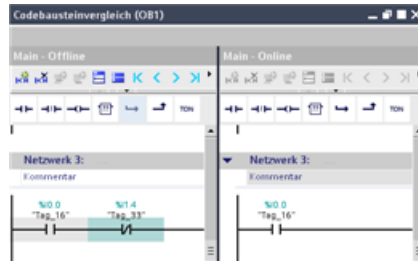 Codebausteinvergleich (OB1)
Main - Offline
Main - Online
TON
TON
Netzwerk 3:
Kommentar
Netzwerk 3:
Kommentar
%I0.0
"Tag_16"
%I1.4
"Tag_33"
%I0.0
"Tag_16"